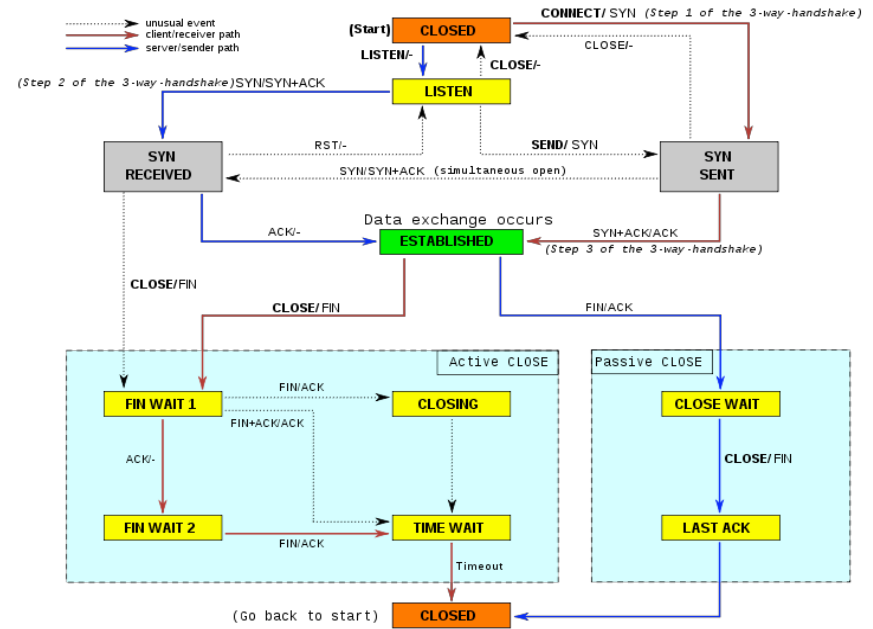 unusual event
client/receiver path
server/sender path
(Start)
CLOSED
CONNECT/ SYN (Step 1 of the 3-way-handshake)
CLOSE/-
LISTEN/-
CLOSE/-
(Step 2 of the 3-way-handshake)SYN/SYN+ACK
LISTEN
RST/-
SEND/ SYN
SYN
RECEIVED
SYN
SENT
SYN/SYN+ACK (simultaneous open)
Data exchange occurs
ACK/-
ESTABLISHED
SYN+ACK/ACK
(Step 3 of the 3-way-handshake)
CLOSE/FIN
CLOSE/ FIN
FIN/ACK
Active CLOSE
Passive CLOSE
FIN WAIT 1
FIN/ACK
CLOSING
CLOSE WAIT
FIN+ACK/ACK
ACK/-
CLOSE/ FIN
FIN WAIT 2
TIME WAIT
LAST ACK
FIN/ACK
Timeout
(Go back to start)
CLOSED